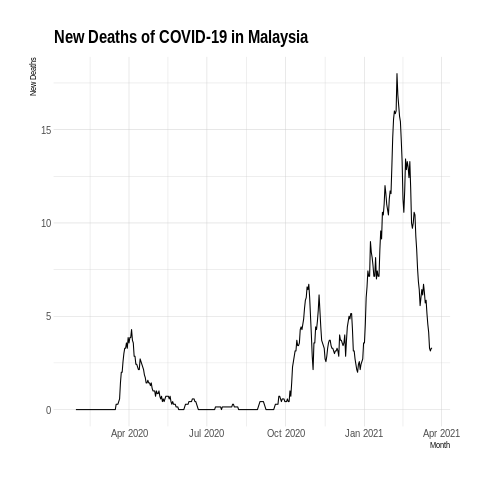 New Deaths of COVID-19 in Malaysia
New Deaths
15
10
5
0
Apr 2020 Jul 2020 Oct 2020 Jan 2021 Apr 2021
Month